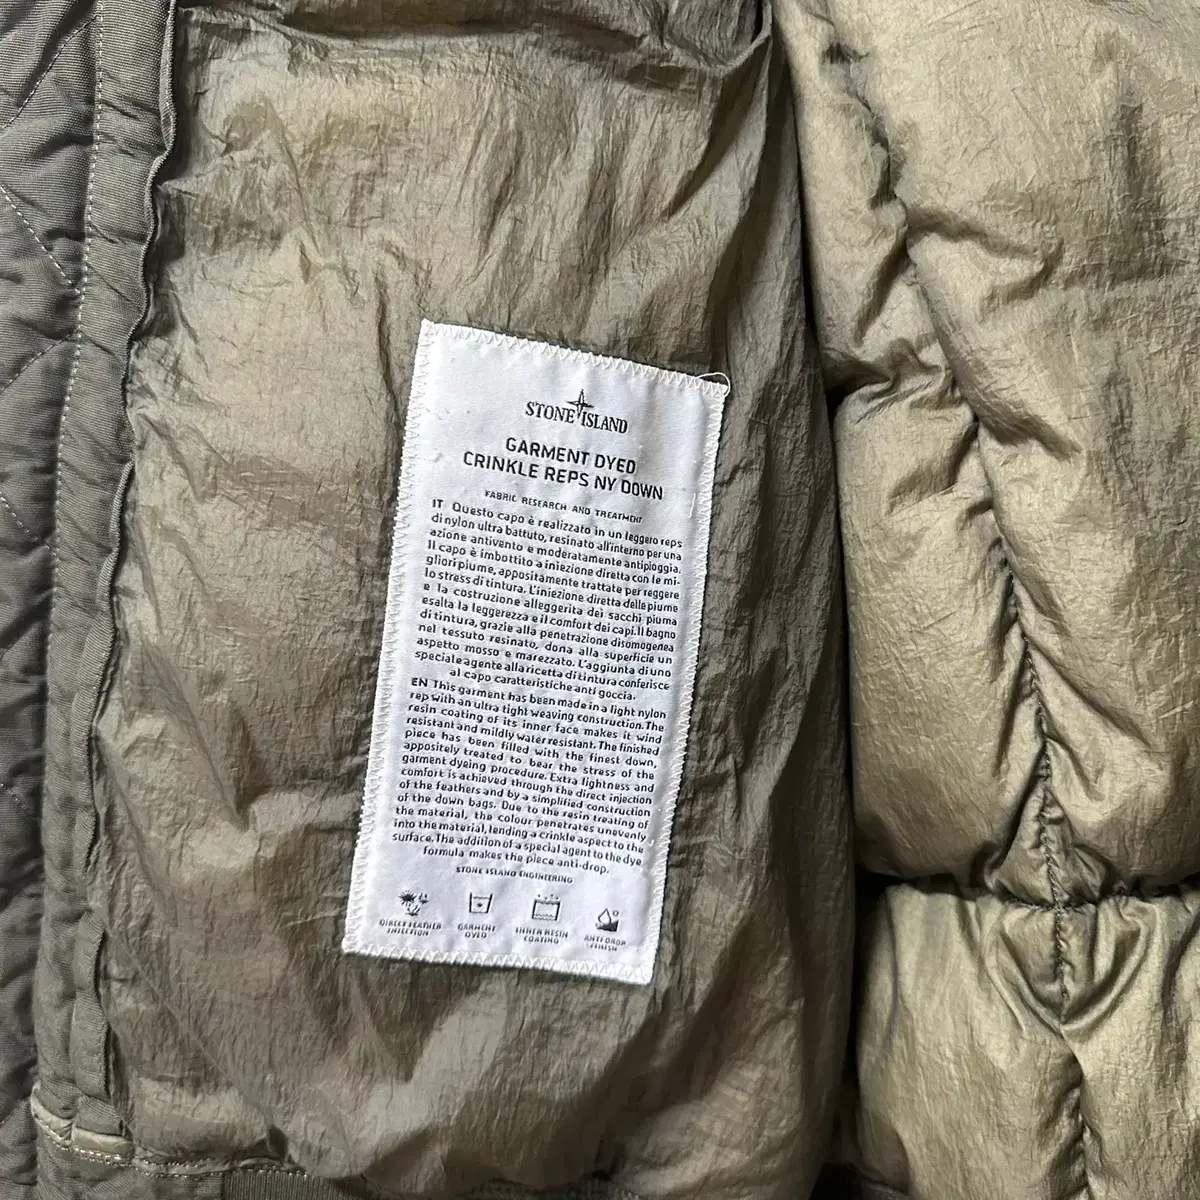 STONE ISLAND
GARMENT DYED
CRINKLE REPS NY DOWN
FABRIC RESEARCH AND TREATMENT
IT Questo capo è realizzato in un leggero reps
di nylon ultra battuto, resinato all'interno per una
azione antivento e moderatamente antipioggia.
Il capo è imbottito a iniezione diretta con le mi-
gliori piume, appositamente trattate per reggere
lo stress di tintura. L'iniezione diretta delle piume
e la costruzione alleggerita dei sacchi piuma
esalta la leggerezza e il comfort dei capi. Il bagno
di tintura, grazie alla penetrazione disomogenea
nel tessuto resinato, dona alla superficie un
aspetto mosso e marezzato. L'aggiunta di uno
speciale agente alla ricetta di tintura conferisce
al capo caratteristiche anti goccia.
EN This garment has been made in a light nylon
rep with an ultra tight weaving construction. The
resin coating of its inner face makes it wind
resistant and mildly water resistant. The finished
piece has been filled with the finest down,
appositely treated to bear the stress of the
garment dyeing procedure. Extra lightness and
comfort is achieved through the direct injection
of the feathers and by a simplified construction
of the down bags. Due to the resin treating of
the material, the colour penetrates unevenly
into the material, lending a crinkle aspect to the
surface. The addition of a special agent to the dye
formula makes the piece anti-drop.
STONE ISLAND ENGINEERING
DIRECT FEATHER
INJECTION
GARMENT
DYED
INNER RESIN
COATING
ANTI DROP
FINISH